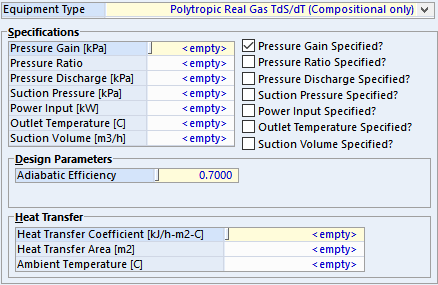 Equipment Type Polytropic Real Gas TdS/dT (Compositional only)
Specifications
Pressure Gain [kPa] <empty> Pressure Gain Specified?
Pressure Ratio <empty> Pressure Ratio Specified?
Pressure Discharge [kPa] <empty> Pressure Discharge Specified?
Suction Pressure [kPa] <empty> Suction Pressure Specified?
Power Input [kW] <empty> Power Input Specified?
Outlet Temperature [C] <empty> Outlet Temperature Specified?
Suction Volume [m3/h] <empty> Suction Volume Specified?
Design Parameters
Adiabatic Efficiency 0.7000
Heat Transfer
Heat Transfer Coefficient [kJ/h-m2-C] <empty>
Heat Transfer Area [m2] <empty>
Ambient Temperature [C] <empty>